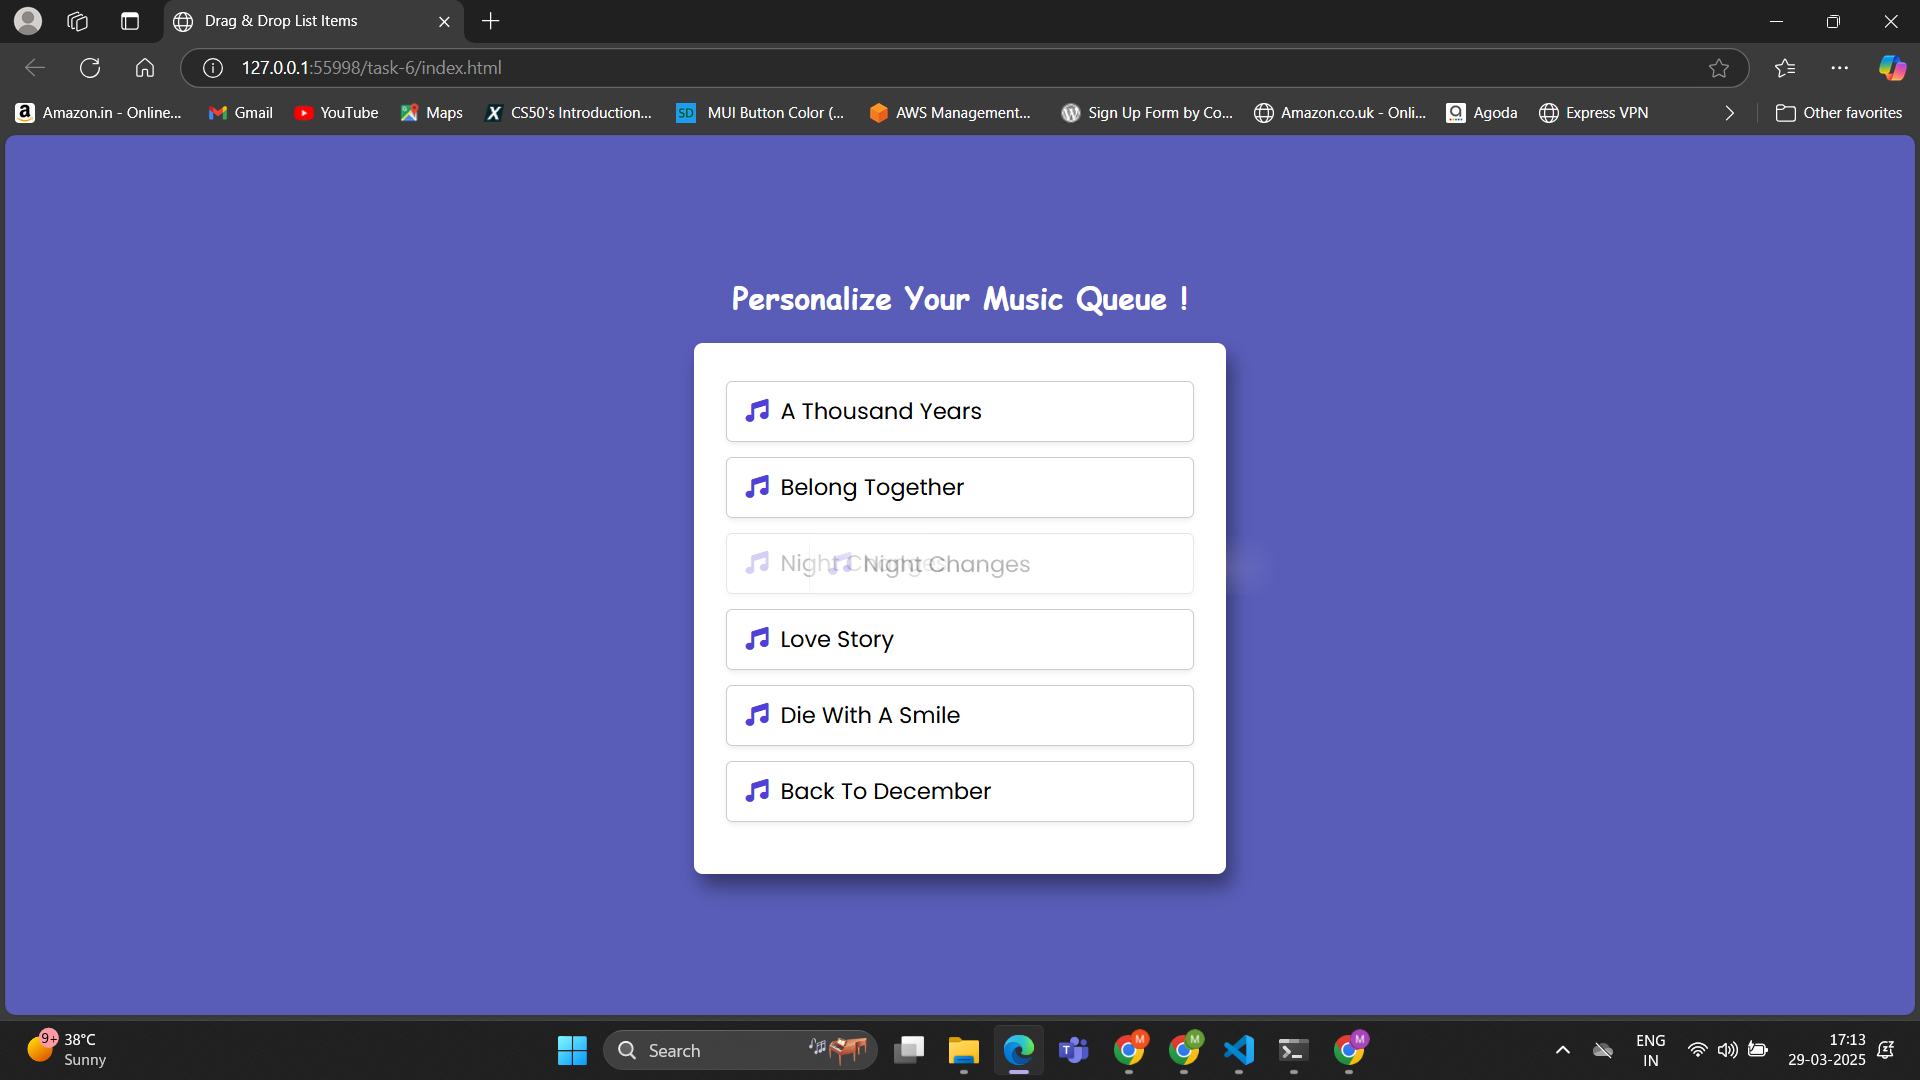 Drag & Drop List Items
127.0.0.1:55998/task-6/index.html
Amazon.in - Online... Gmail YouTube Maps CS50's Introduction... SD MUI Button Color (... AWS Management... Sign Up Form by Co... Amazon.co.uk - Onli... Agoda Express VPN Other favorites
Personalize Your Music Queue !
A Thousand Years
Belong Together
Night Changes Night Changes
Love Story
Die With A Smile
Back To December
9+ 38°C
Sunny
Search
M
M
M
ENG
IN
17:13
29-03-2025